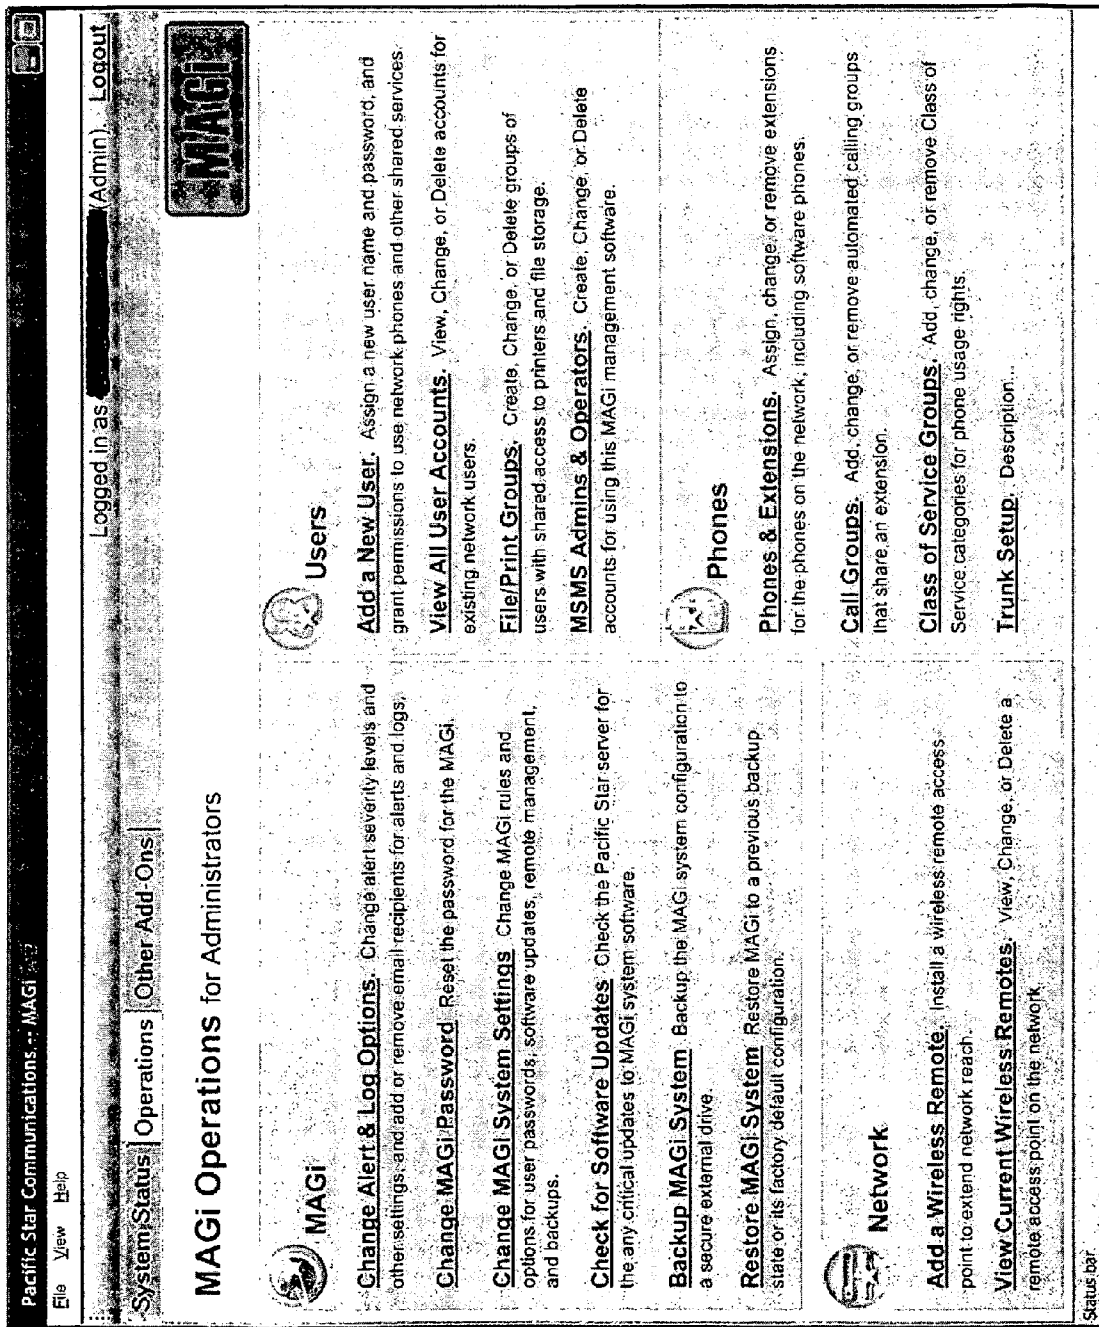 Pacific Star Communications -- MAGi
File View Help
Logged in as (Admin) Logout
System Status Operations Other Add-Ons
MAGi Operations for Administrators
MAGi
MAGi
Change Alert & Log Options. Change alert severity levels and
other settings, and add or remove email recipients for alerts and logs.
Change MAGi Password Reset the password for the MAGi.
Change MAGi System Settings Change MAGi rules and
options for user passwords, software updates, remote management,
and backups.
Check for Software Updates Check the Pacific Star server for
the any critical updates to MAGi system software.
Backup MAGi System Backup the MAGi system configuration to
a secure external drive.
Restore MAGi System Restore MAGi to a previous backup
state or its factory default configuration.
Network
Add a Wireless Remote. Install a wireless remote access
point to extend network reach.
View Current Wireless Remotes. View, Change, or Delete a
remote access point on the network
Users
Add a New User. Assign a new user name and password, and
grant permissions to use network phones and other shared services.
View All User Accounts. View, Change, or Delete accounts for
existing network users.
File/Print Groups. Create, Change, or Delete groups of
users with shared access to printers and file storage.
MSMS Admins & Operators. Create, Change, or Delete
accounts for using this MAGi management software.
Phones
Phones & Extensions. Assign, change, or remove extensions
for the phones on the network, including software phones.
Call Groups. Add, change, or remove automated calling groups
that share an extension.
Class of Service Groups. Add, change, or remove Class of
Service categories for phone usage rights.
Trunk Setup. Description...
Status bar